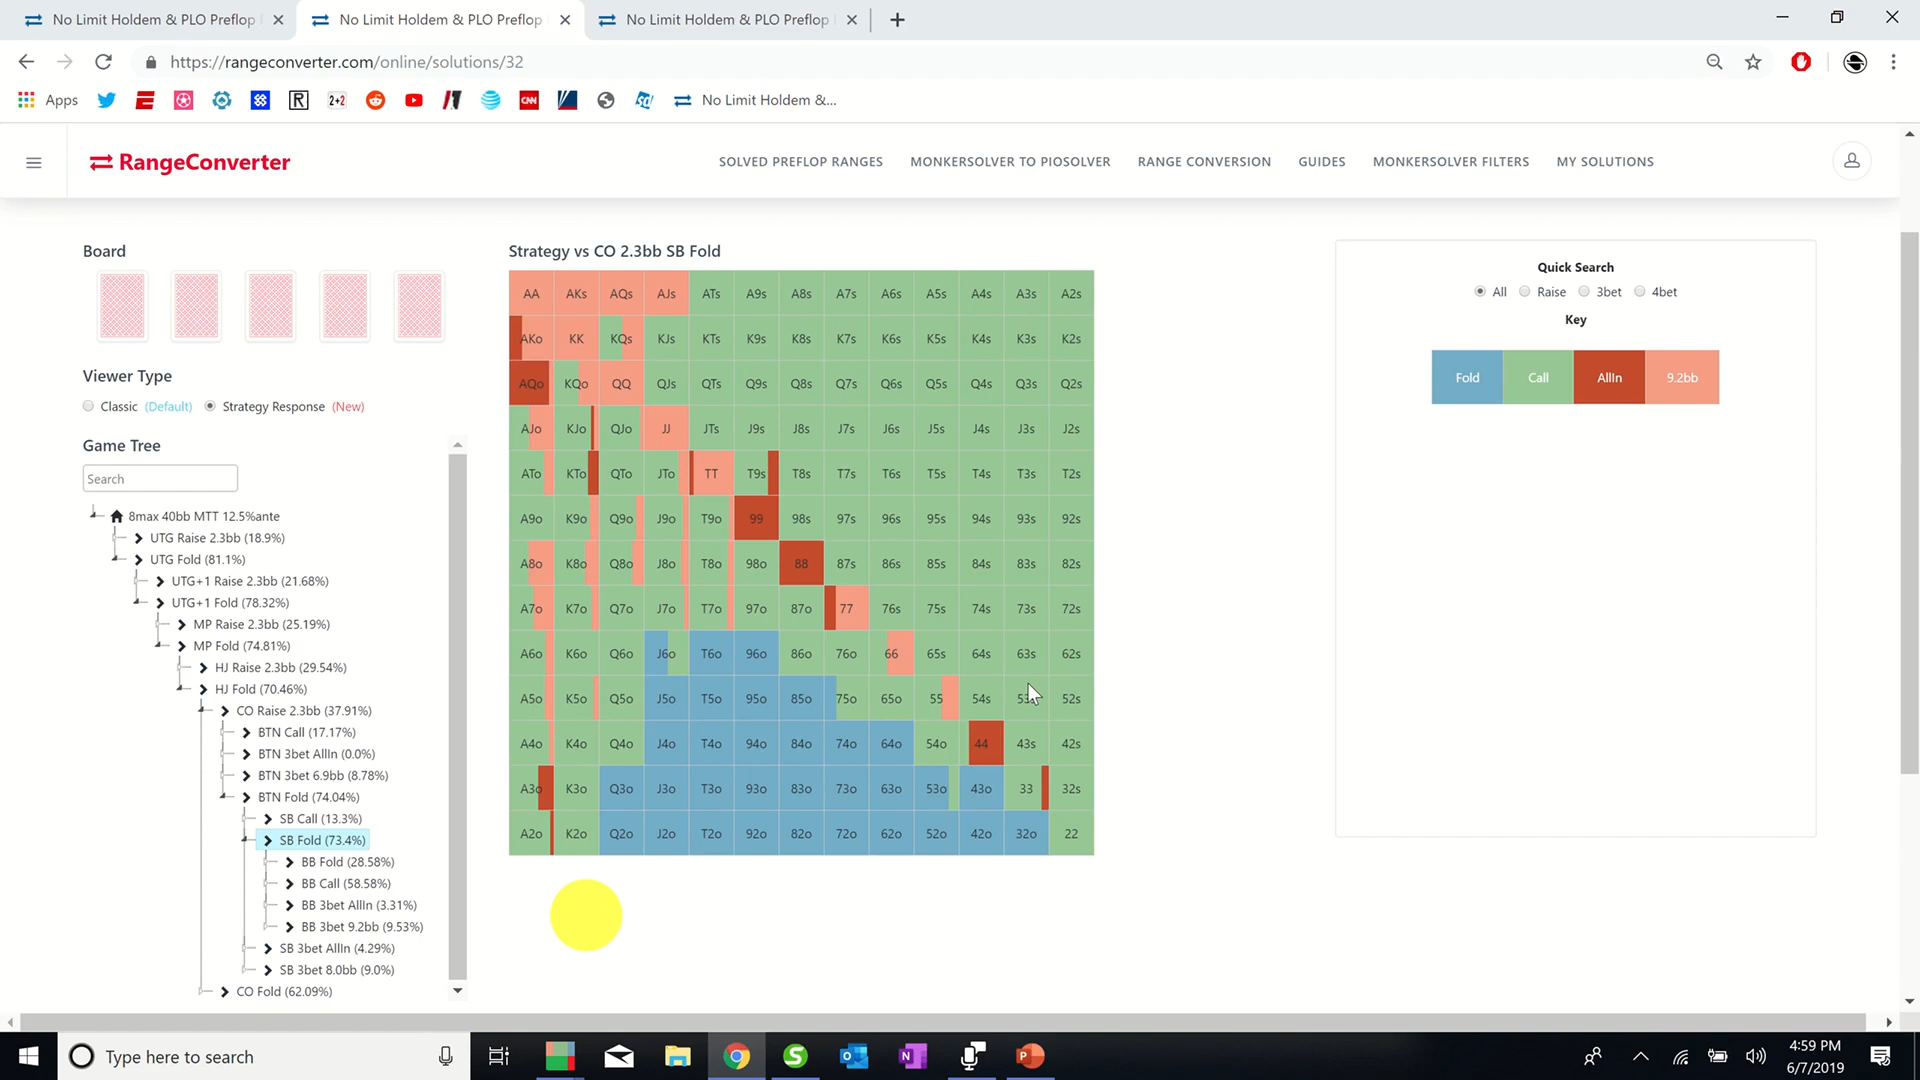 No Limit Holdem & PLO Preflop
No Limit Holdem & PLO Preflop
No Limit Holdem & PLO Preflop
https://rangeconverter.com/online/solutions/32
Apps
2+2
CNN
No Limit Holdem &...
RangeConverter
SOLVED PREFLOP RANGES
MONKERSOLVER TO PIOSOLVER
RANGE CONVERSION
GUIDES
MONKERSOLVER FILTERS
MY SOLUTIONS
Board
Viewer Type
Classic (Default)
Strategy Response (New)
Game Tree
Search
8max 40bb MTT 12.5%ante
UTG Raise 2.3bb (18.9%)
UTG Fold (81.1%)
UTG+1 Raise 2.3bb (21.68%)
UTG+1 Fold (78.32%)
MP Raise 2.3bb (25.19%)
MP Fold (74.81%)
HJ Raise 2.3bb (29.54%)
HJ Fold (70.46%)
CO Raise 2.3bb (37.91%)
BTN Call (17.17%)
BTN 3bet AllIn (0.0%)
BTN 3bet 6.9bb (8.78%)
BTN Fold (74.04%)
SB Call (13.3%)
SB Fold (73.4%)
BB Fold (28.58%)
BB Call (58.58%)
BB 3bet AllIn (3.31%)
BB 3bet 9.2bb (9.53%)
SB 3bet AllIn (4.29%)
SB 3bet 8.0bb (9.0%)
CO Fold (62.09%)
Strategy vs CO 2.3bb SB Fold
AA AKs AQs AJs ATs A9s A8s A7s A6s A5s A4s A3s A2s
AKo KK KQs KJs KTs K9s K8s K7s K6s K5s K4s K3s K2s
AQo KQo QQ QJs QTs Q9s Q8s Q7s Q6s Q5s Q4s Q3s Q2s
AJo KJo QJo JJ JTs J9s J8s J7s J6s J5s J4s J3s J2s
ATo KTo QTo JTo TT T9s T8s T7s T6s T5s T4s T3s T2s
A9o K9o Q9o J9o T9o 99 98s 97s 96s 95s 94s 93s 92s
A8o K8o Q8o J8o T8o 98o 88 87s 86s 85s 84s 83s 82s
A7o K7o Q7o J7o T7o 97o 87o 77 76s 75s 74s 73s 72s
A6o K6o Q6o J6o T6o 96o 86o 76o 66 65s 64s 63s 62s
A5o K5o Q5o J5o T5o 95o 85o 75o 65o 55 54s 53s 52s
A4o K4o Q4o J4o T4o 94o 84o 74o 64o 54o 44 43s 42s
A3o K3o Q3o J3o T3o 93o 83o 73o 63o 53o 43o 33 32s
A2o K2o Q2o J2o T2o 92o 82o 72o 62o 52o 42o 32o 22
Quick Search
All Raise 3bet 4bet
Key
Fold Call AllIn 9.2bb
Type here to search
4:59 PM
6/7/2019